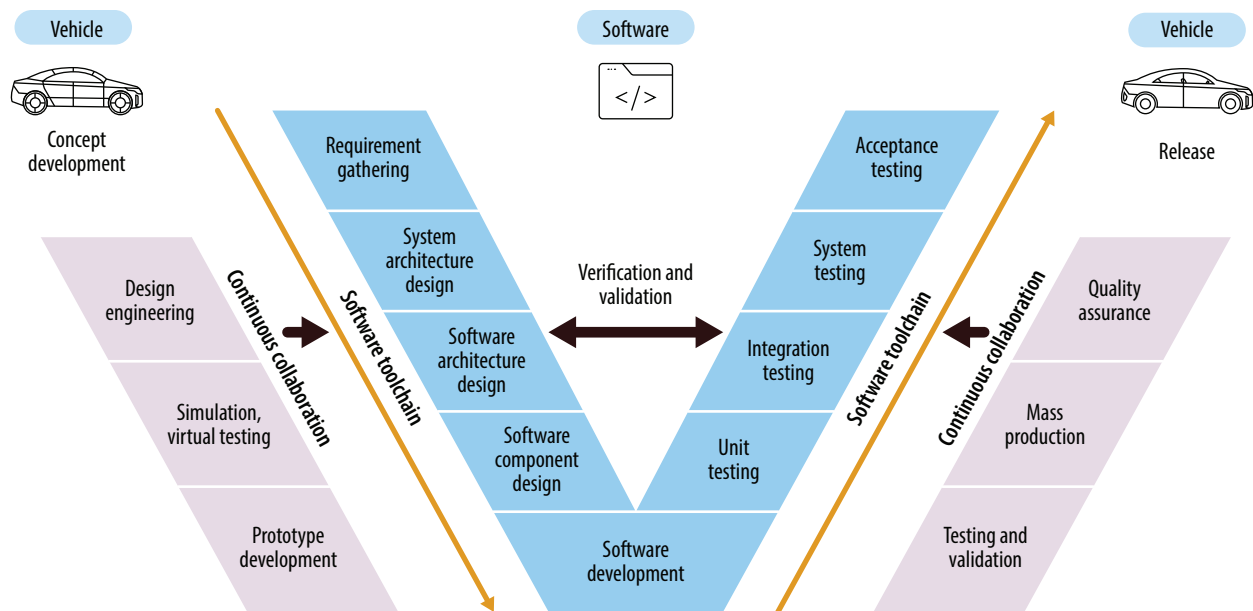 Vehicle
Software
Vehicle
</>
Concept
development
Release
Requirement
gathering
Acceptance
testing
System
architecture
design
System
testing
Verification and
validation
Design
engineering
Quality
assurance
Continuous collaboration
Software toolchain
Software toolchain
Continuous collaboration
Software
architecture
design
Integration
testing
Simulation,
virtual testing
Mass
production
Software
component
design
Unit
testing
Prototype
development
Software
development
Testing and
validation